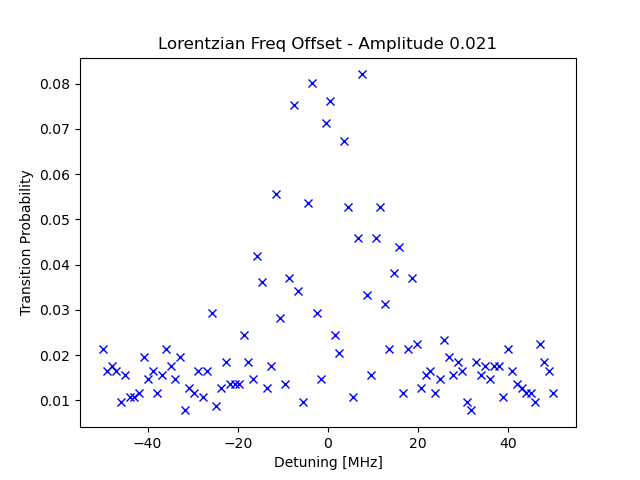 Lorentzian Freq Offset - Amplitude 0.021
0.08
0.07
0.06
0.05
0.04
0.03
0.02
0.01
Transition Probability
−40 −20 0 20 40
Detuning [MHz]